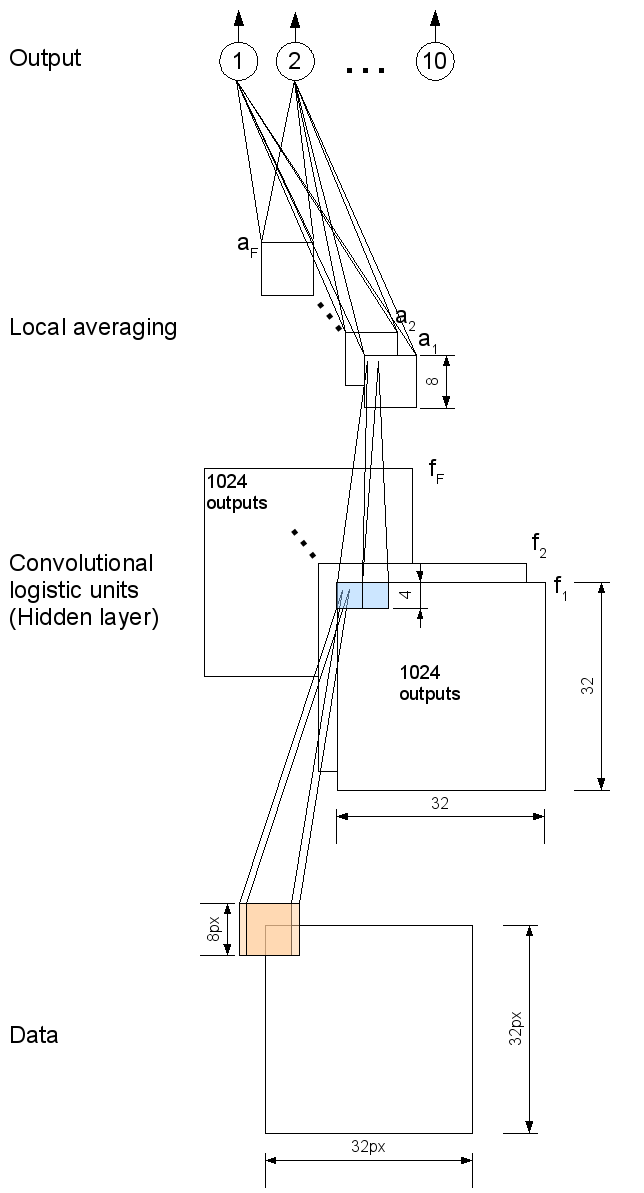 Output
1
2
...
10
a_F
Local averaging
a_2
a_1
8
f_F
1024
outputs
f_2
Convolutional
logistic units
(Hidden layer)
f_1
4
1024
outputs
32
32
8px
Data
32px
32px